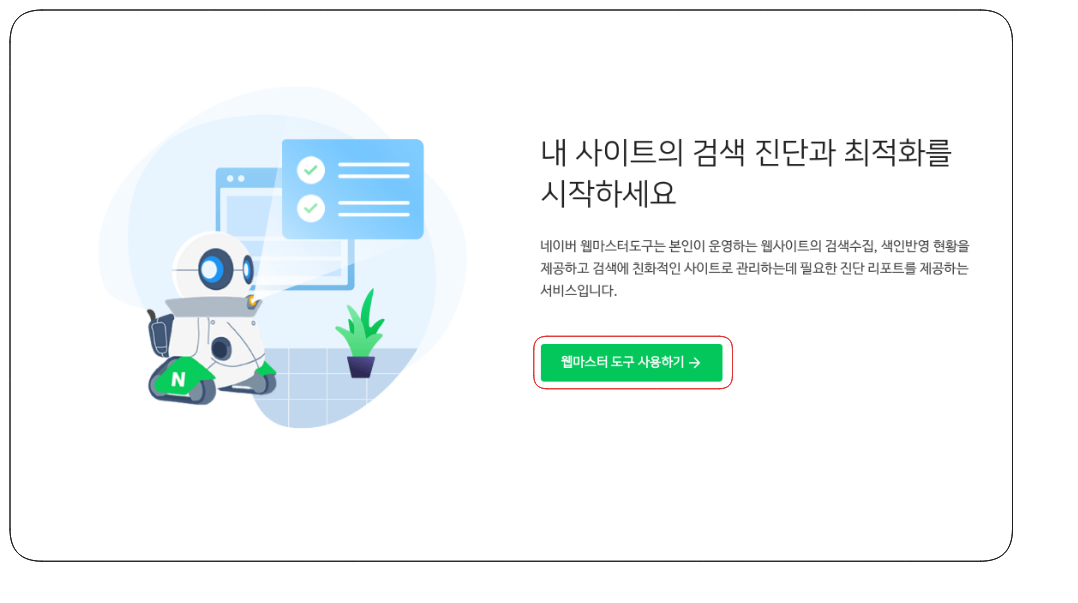 내 사이트의 검색 진단과 최적화를
시작하세요
네이버 웹마스터도구는 본인이 운영하는 웹사이트의 검색수집, 색인반영 현황을
제공하고 검색에 친화적인 사이트로 관리하는데 필요한 진단 리포트를 제공하는
서비스입니다.
웹마스터 도구 사용하기 →
N